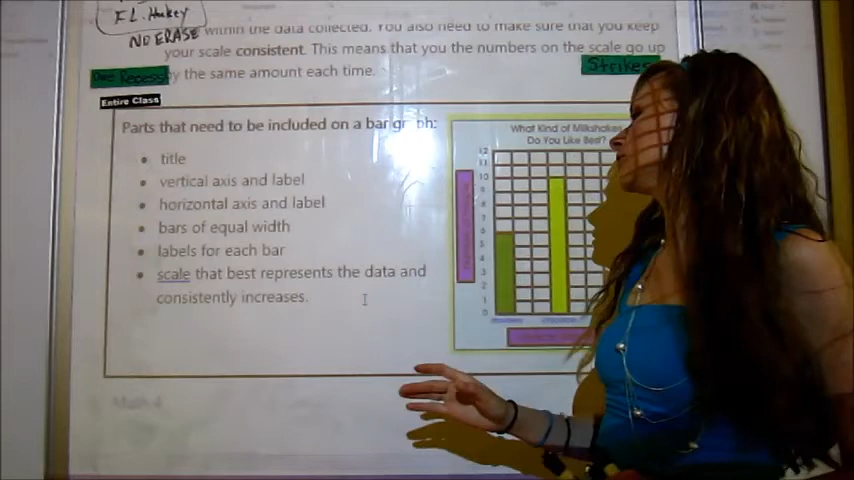 F.L. Hockey
NO ERASE
within the data collected. You also need to make sure that you keep
your scale consistent. This means that you the numbers on the scale go up
by the same amount each time.
One Recess
Strikes
Entire Class
Parts that need to be included on a bar graph:
• title
• vertical axis and label
• horizontal axis and label
• bars of equal width
• labels for each bar
• scale that best represents the data and
consistently increases.
What Kind of Milkshakes
Do You Like Best?
12
11
10
9
8
7
6
5
4
3
2
1
0
Math 4